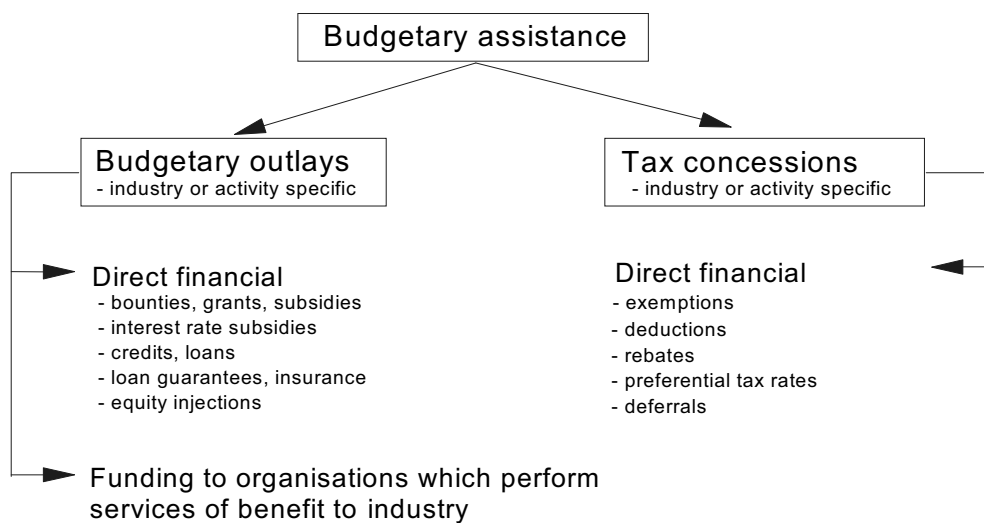 Budgetary assistance
Budgetary outlays
- industry or activity specific
Tax concessions
- industry or activity specific
Direct financial
- bounties, grants, subsidies
- interest rate subsidies
- credits, loans
- loan guarantees, insurance
- equity injections
Direct financial
- exemptions
- deductions
- rebates
- preferential tax rates
- deferrals
Funding to organisations which perform
services of benefit to industry